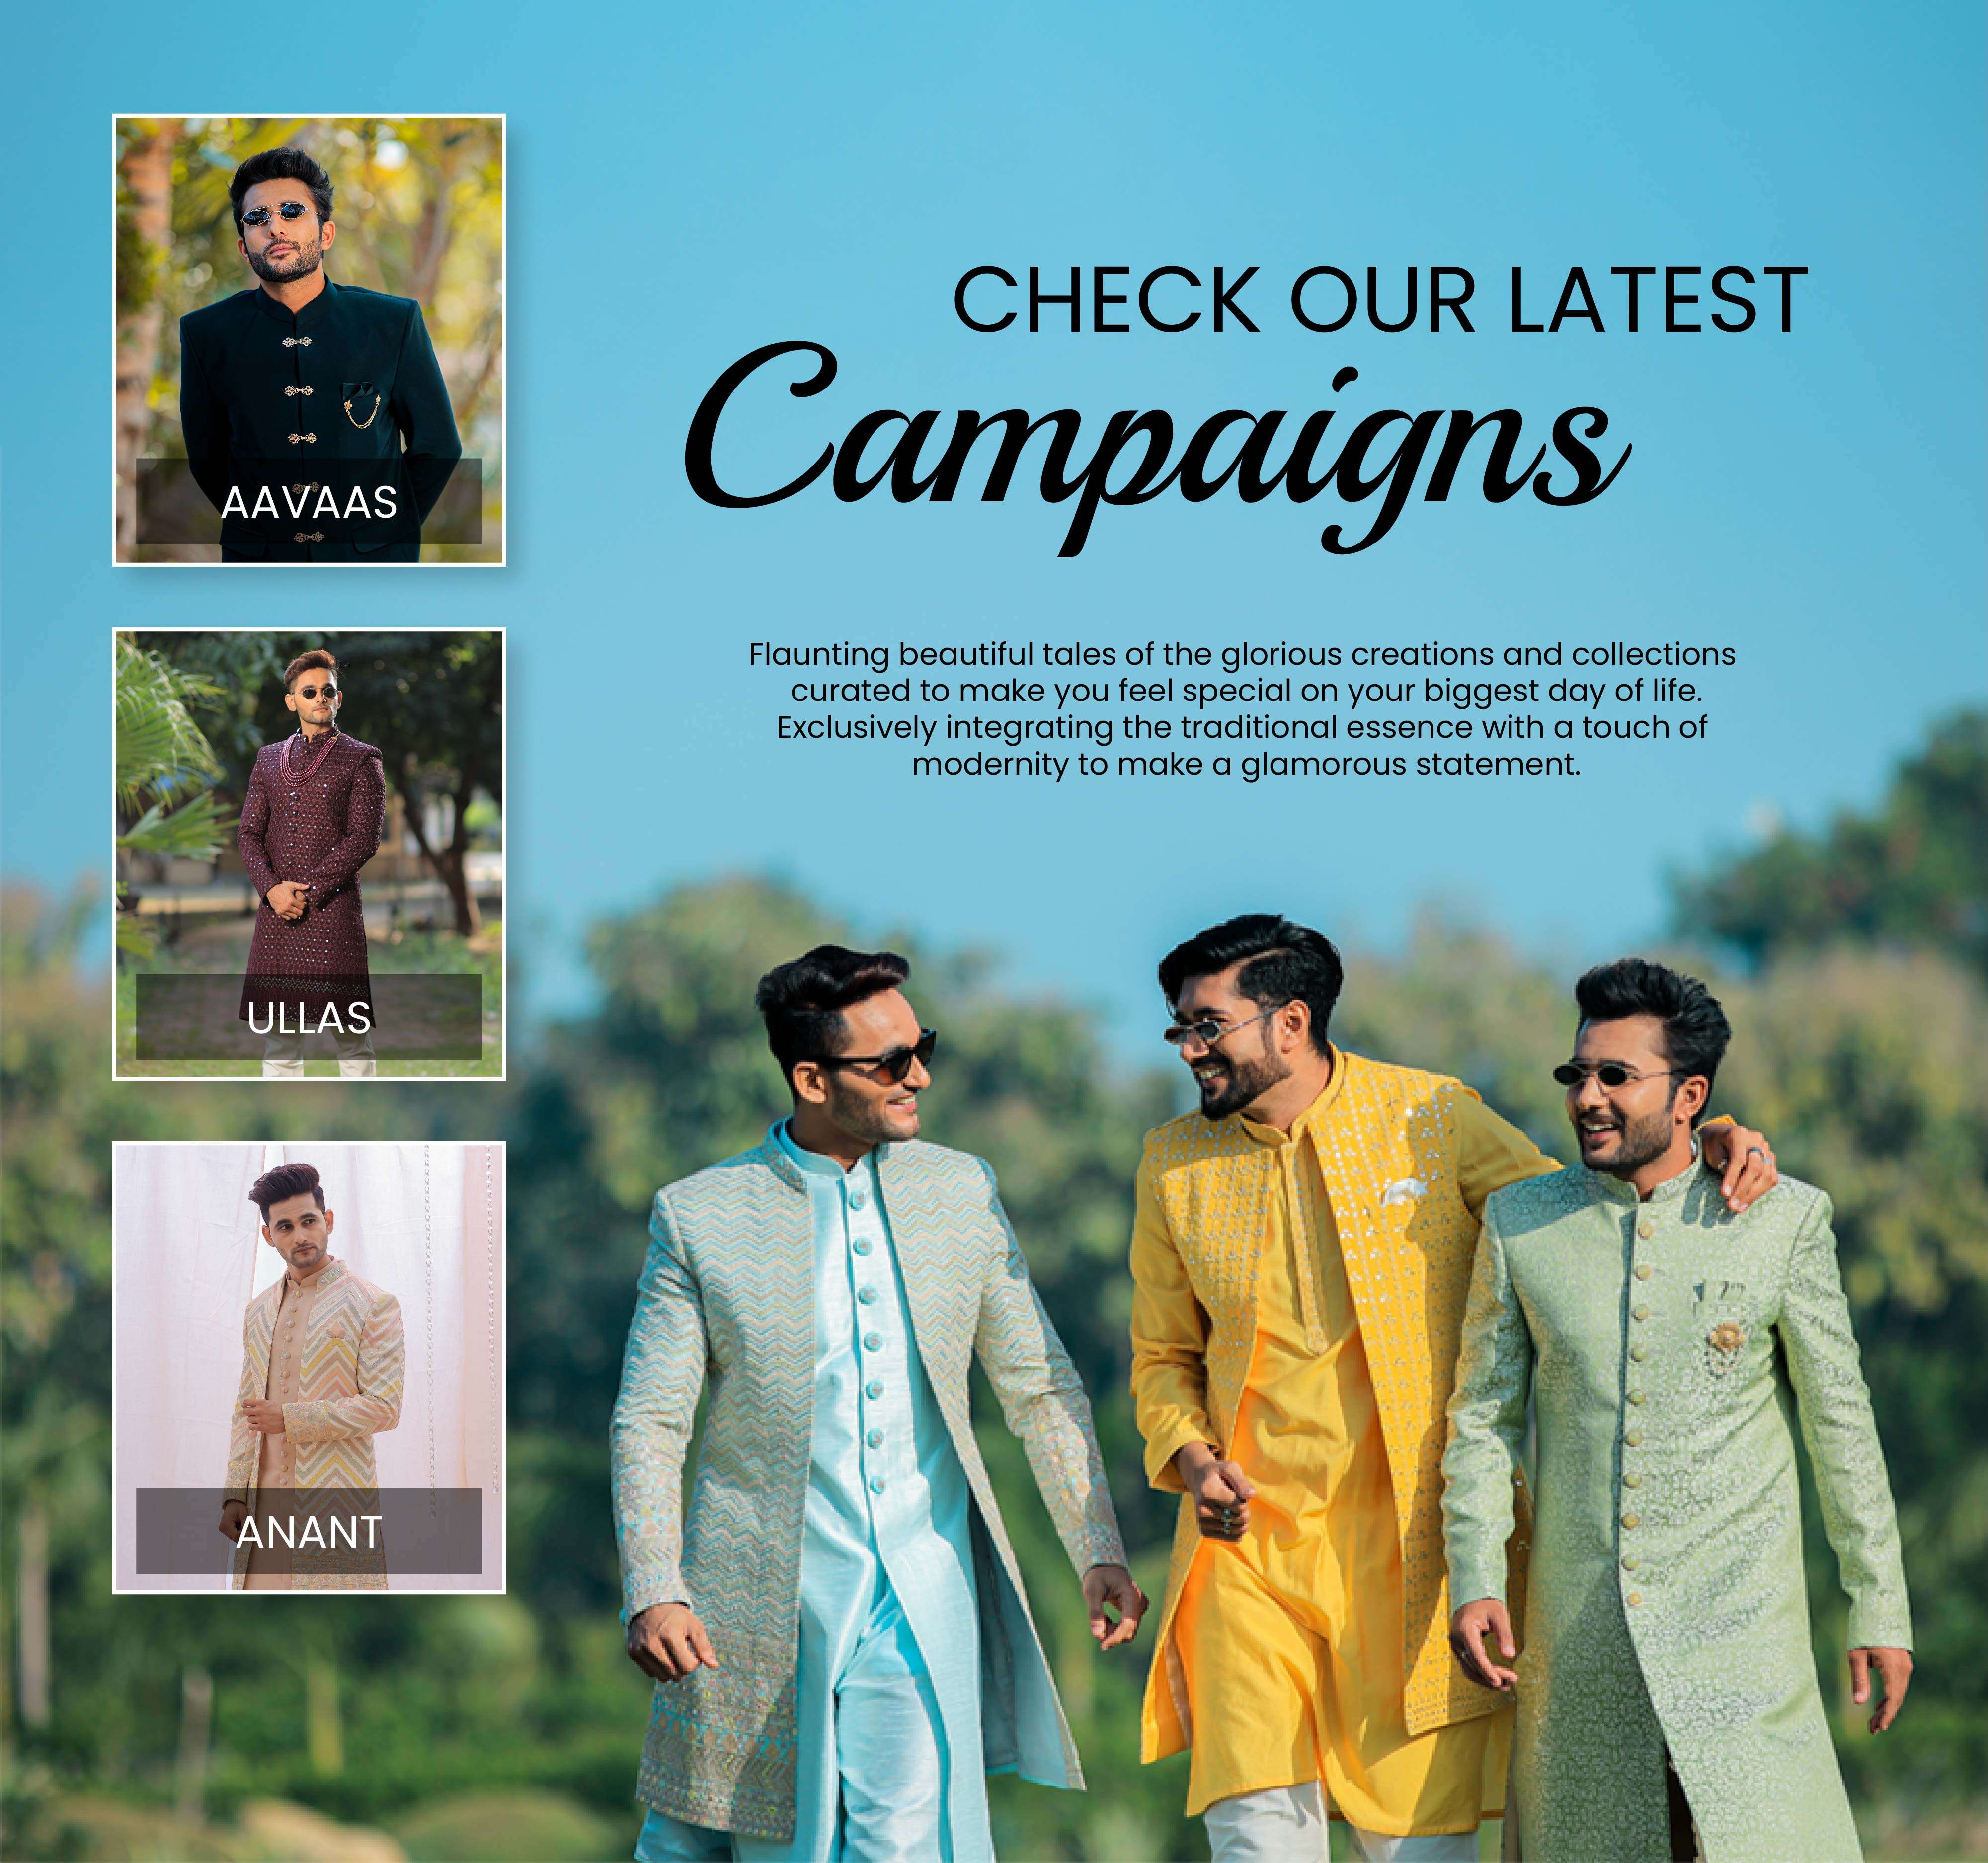 CHECK OUR LATEST
Campaigns
Flaunting beautiful tales of the glorious creations and collections
curated to make you feel special on your biggest day of life.
Exclusively integrating the traditional essence with a touch of
modernity to make a glamorous statement.
AAVAAS
ULLAS
ANANT